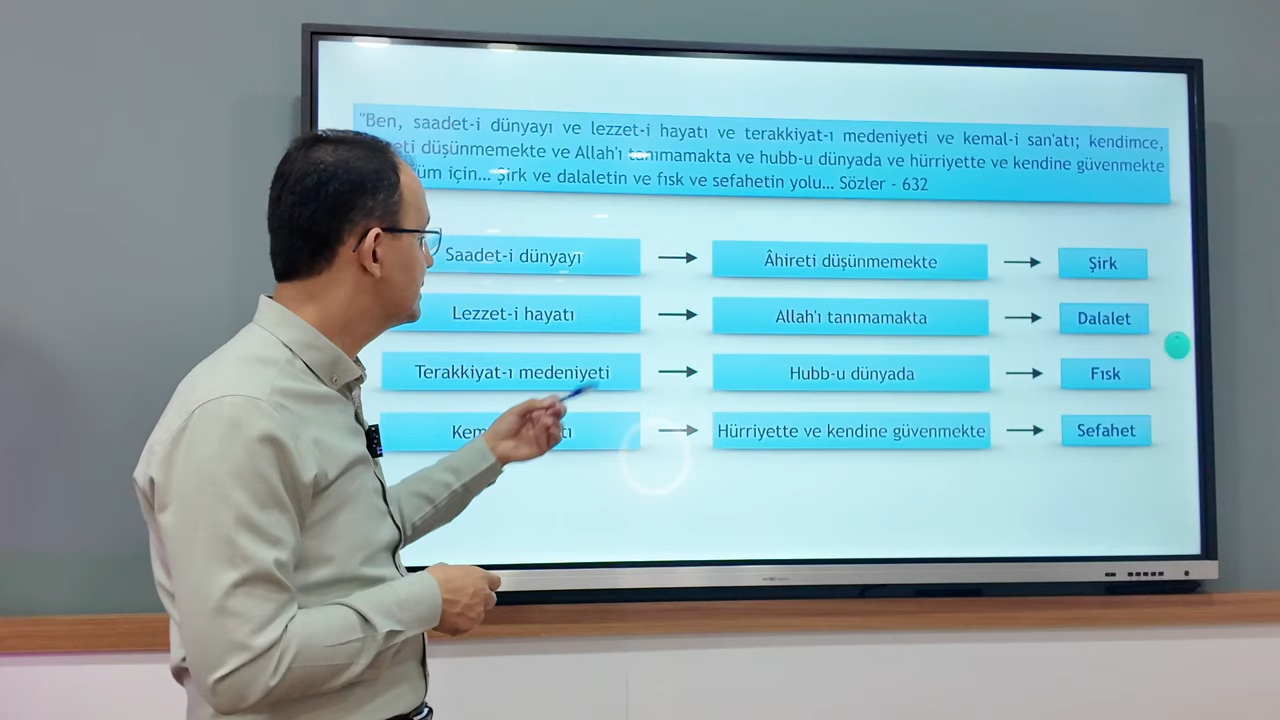 "Ben, saadet-i dünyayı ve lezzet-i hayatı ve terakkiyat-ı medeniyeti ve kemal-i san'atı; kendimce,
düşünmemekte ve Allah'ı tanımamakta ve hubb-u dünyada ve hürriyette ve kendine güvenmekte
için... Şirk ve dalaletin ve fısk ve sefahetin yolu... Sözler - 632
Saadet-i dünyayı Âhireti düşünmemekte Şirk
Lezzet-i hayatı Allah'ı tanımamakta Dalalet
Terakkiyat-ı medeniyeti Hubb-u dünyada Fısk
Hürriyette ve kendine güvenmekte Sefahet